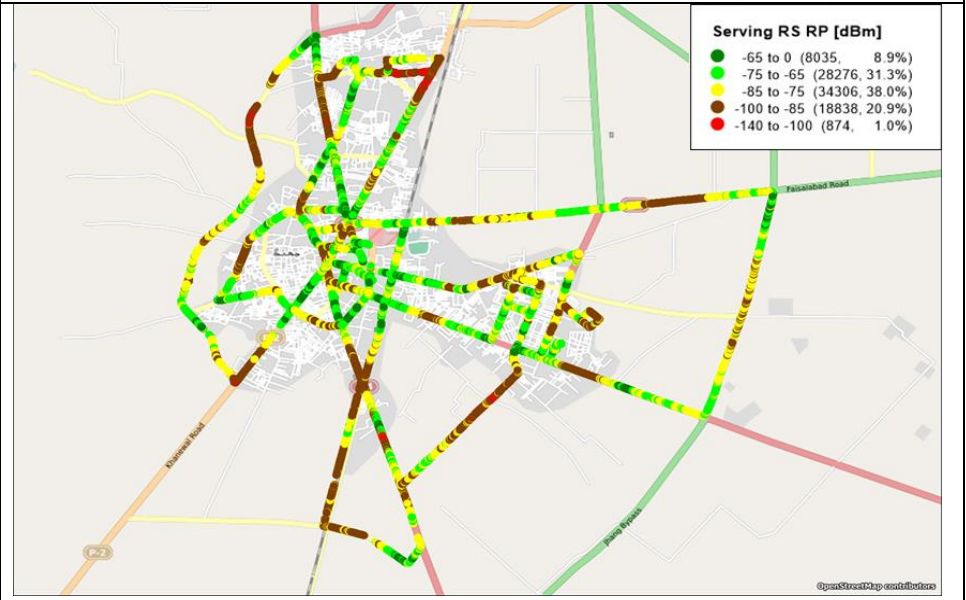 Serving RS RP [dBm]
-65 to 0 (8035, 8.9%)
-75 to -65 (28276, 31.3%)
-85 to -75 (34306, 38.0%)
-100 to -85 (18838, 20.9%)
-140 to -100 (874, 1.0%)
Faisalabad Road
Khanewal Road
P-2
Jhang Bypass
OpenStreetMap contributors